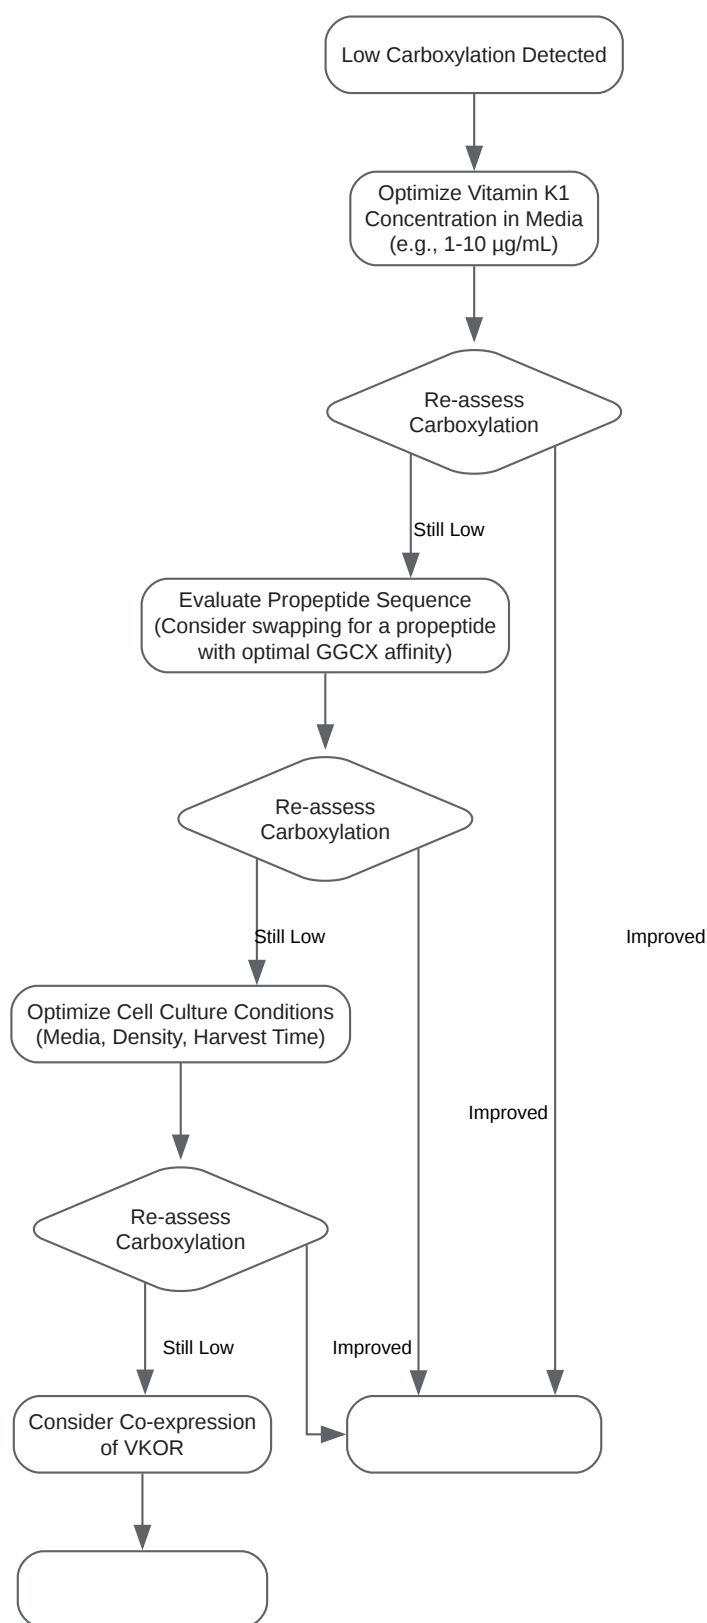 Low Carboxylation Detected
Optimize Vitamin K1
Concentration in Media
(e.g., 1-10 µg/mL)
Re-assess
Carboxylation
Still Low
Evaluate Propeptide Sequence
(Consider swapping for a propeptide
with optimal GGCX affinity)
Re-assess
Carboxylation
Still Low
Improved
Optimize Cell Culture Conditions
(Media, Density, Harvest Time)
Improved
Re-assess
Carboxylation
Still Low
Improved
Consider Co-expression
of VKOR